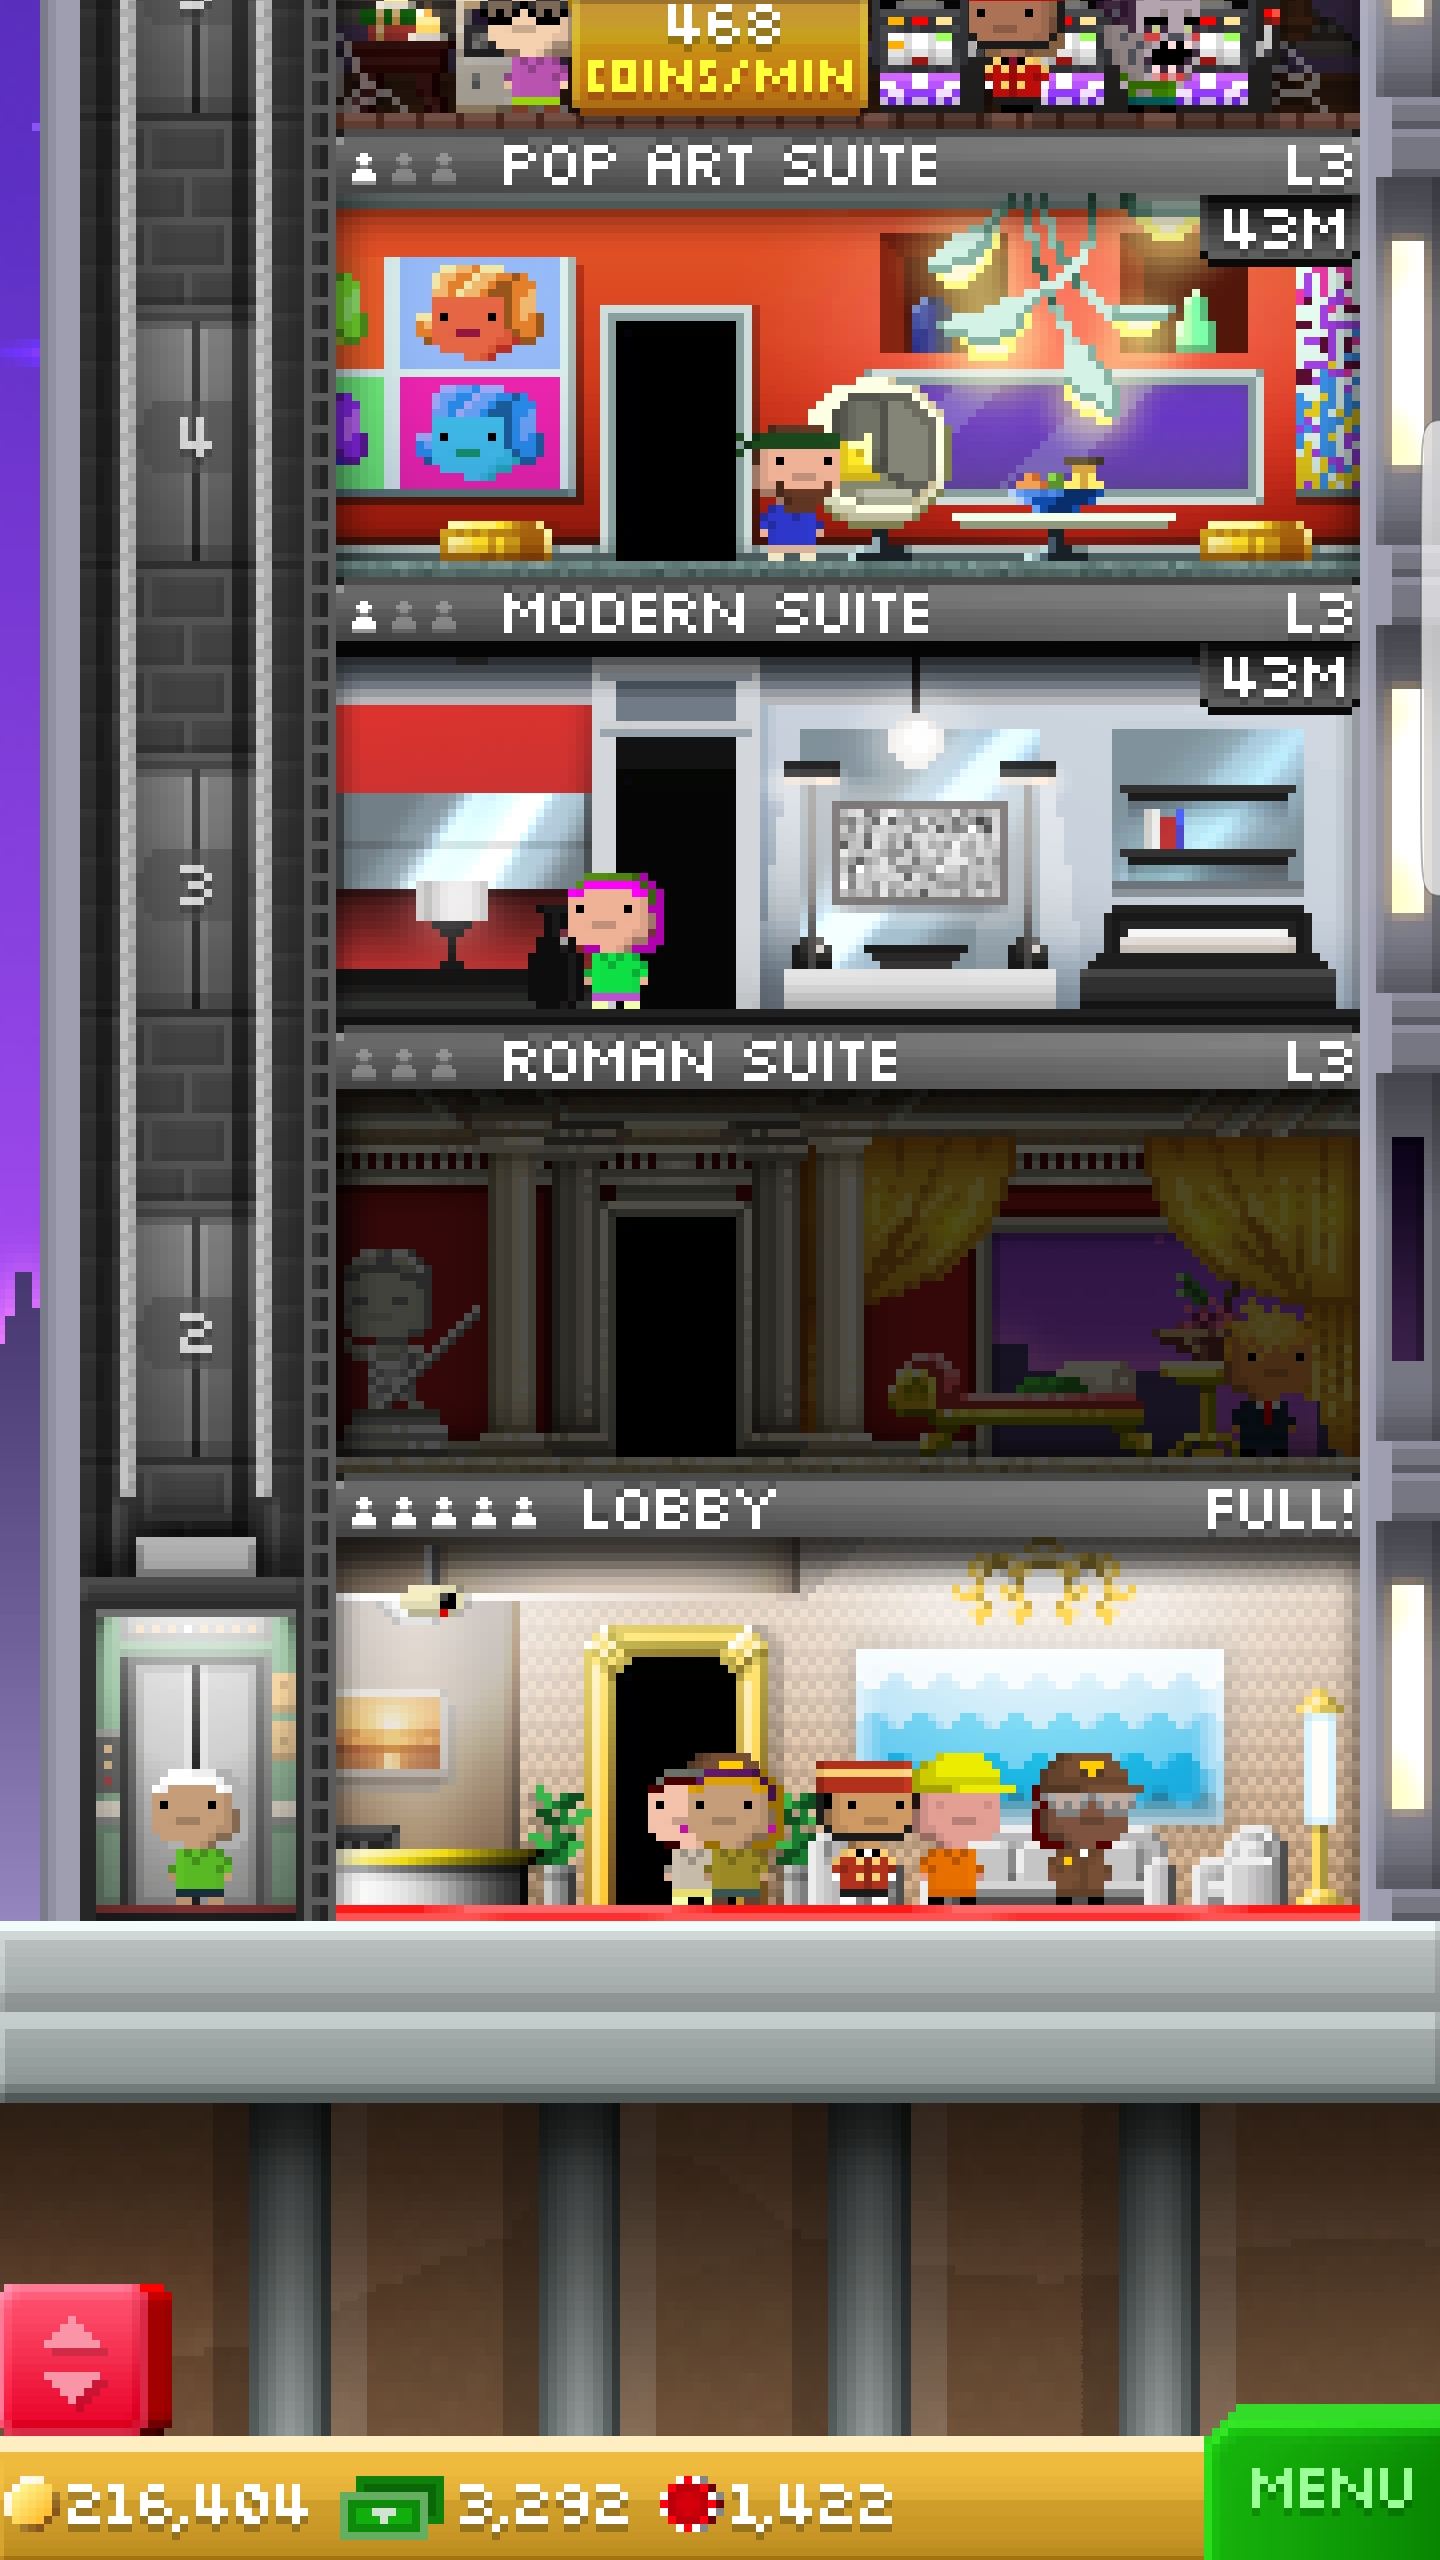 468
COINS/MIN
POP ART SUITE L3
43M
4
MODERN SUITE L3
43M
3
ROMAN SUITE L3
2
LOBBY FULL!
216,404 3,292 1,422 MENU